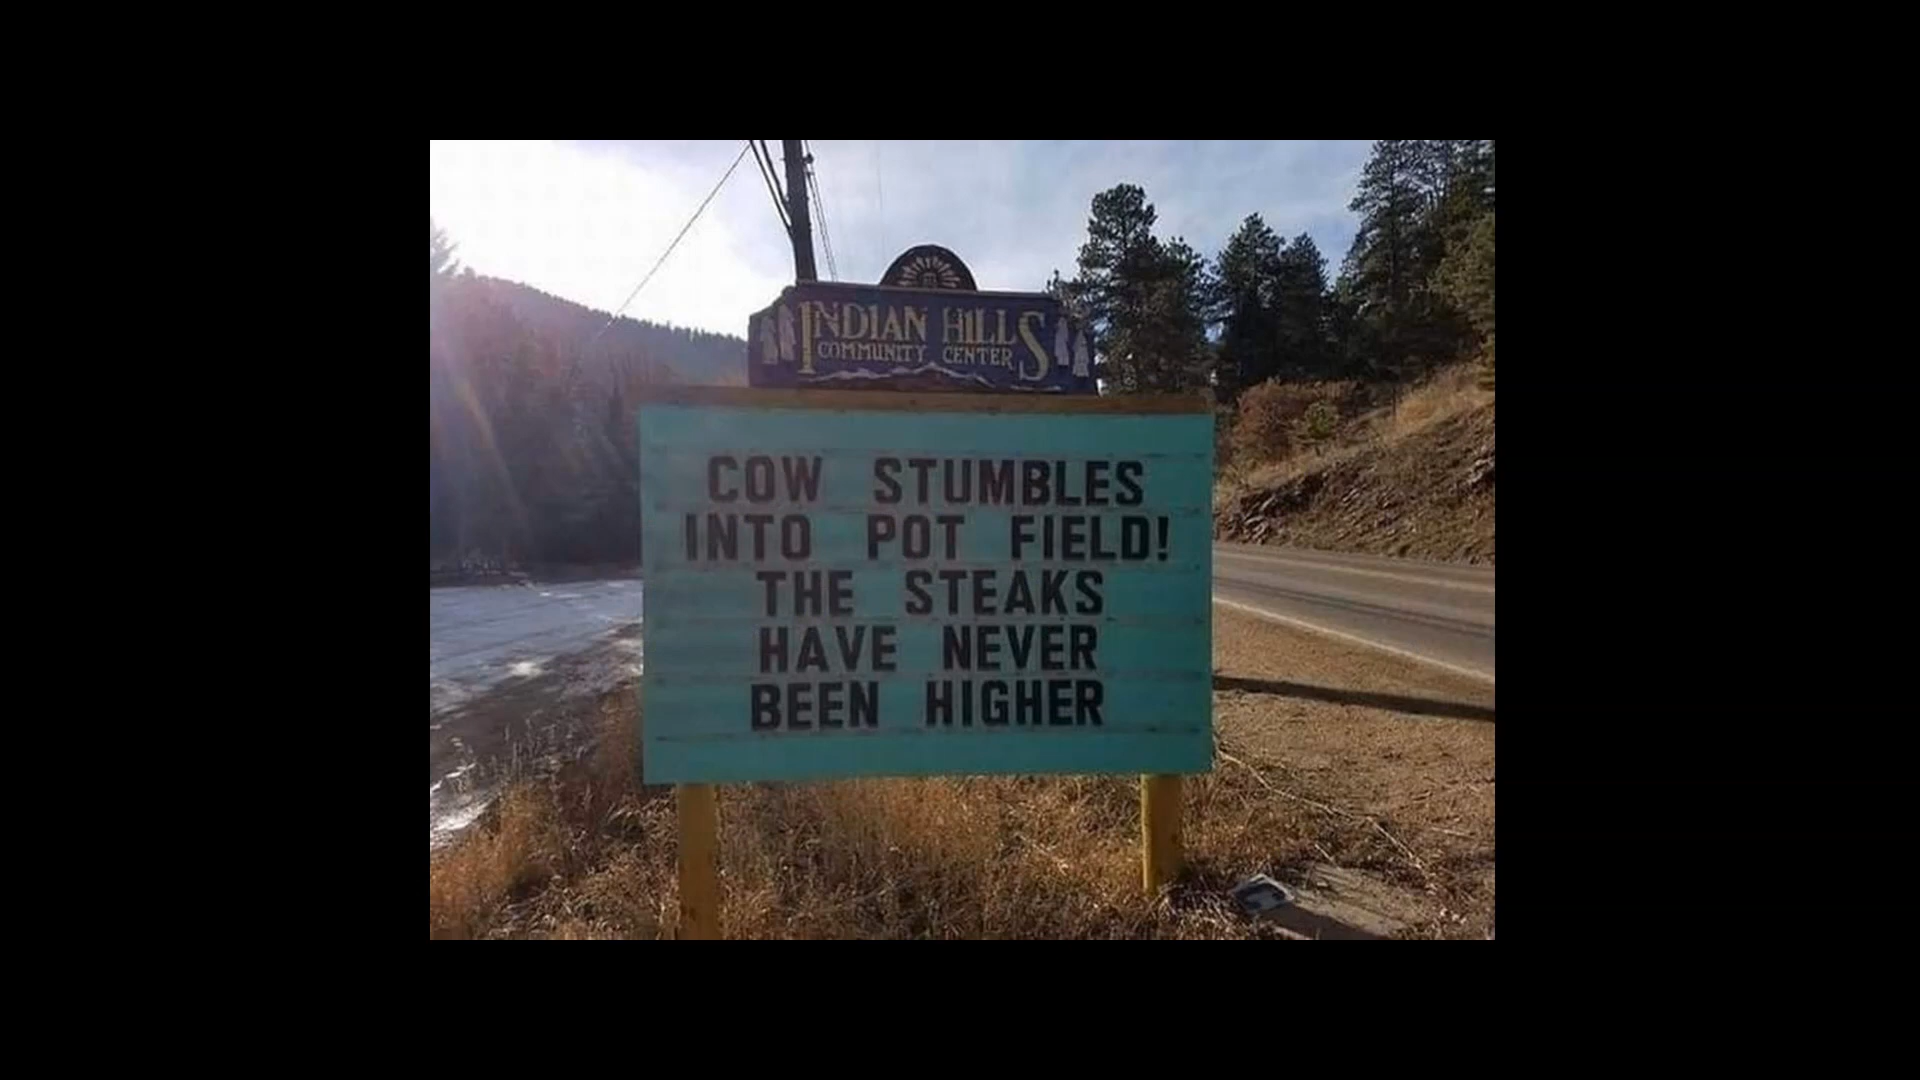 INDIAN HILLS
COMMUNITY CENTER
COW STUMBLES
INTO POT FIELD!
THE STEAKS
HAVE NEVER
BEEN HIGHER